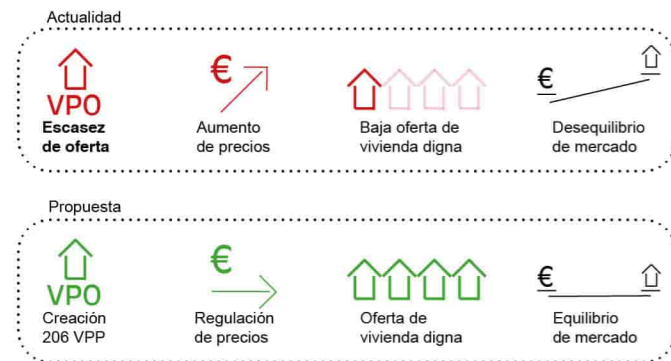 Actualidad
€
€
VPO
Escasez
de oferta
Aumento
de precios
Baja oferta de
vivienda digna
Desequilibrio
de mercado
Propuesta
€
€
VPO
Creación
206 VPP
Regulación
de precios
Oferta de
vivienda digna
Equilibrio
de mercado